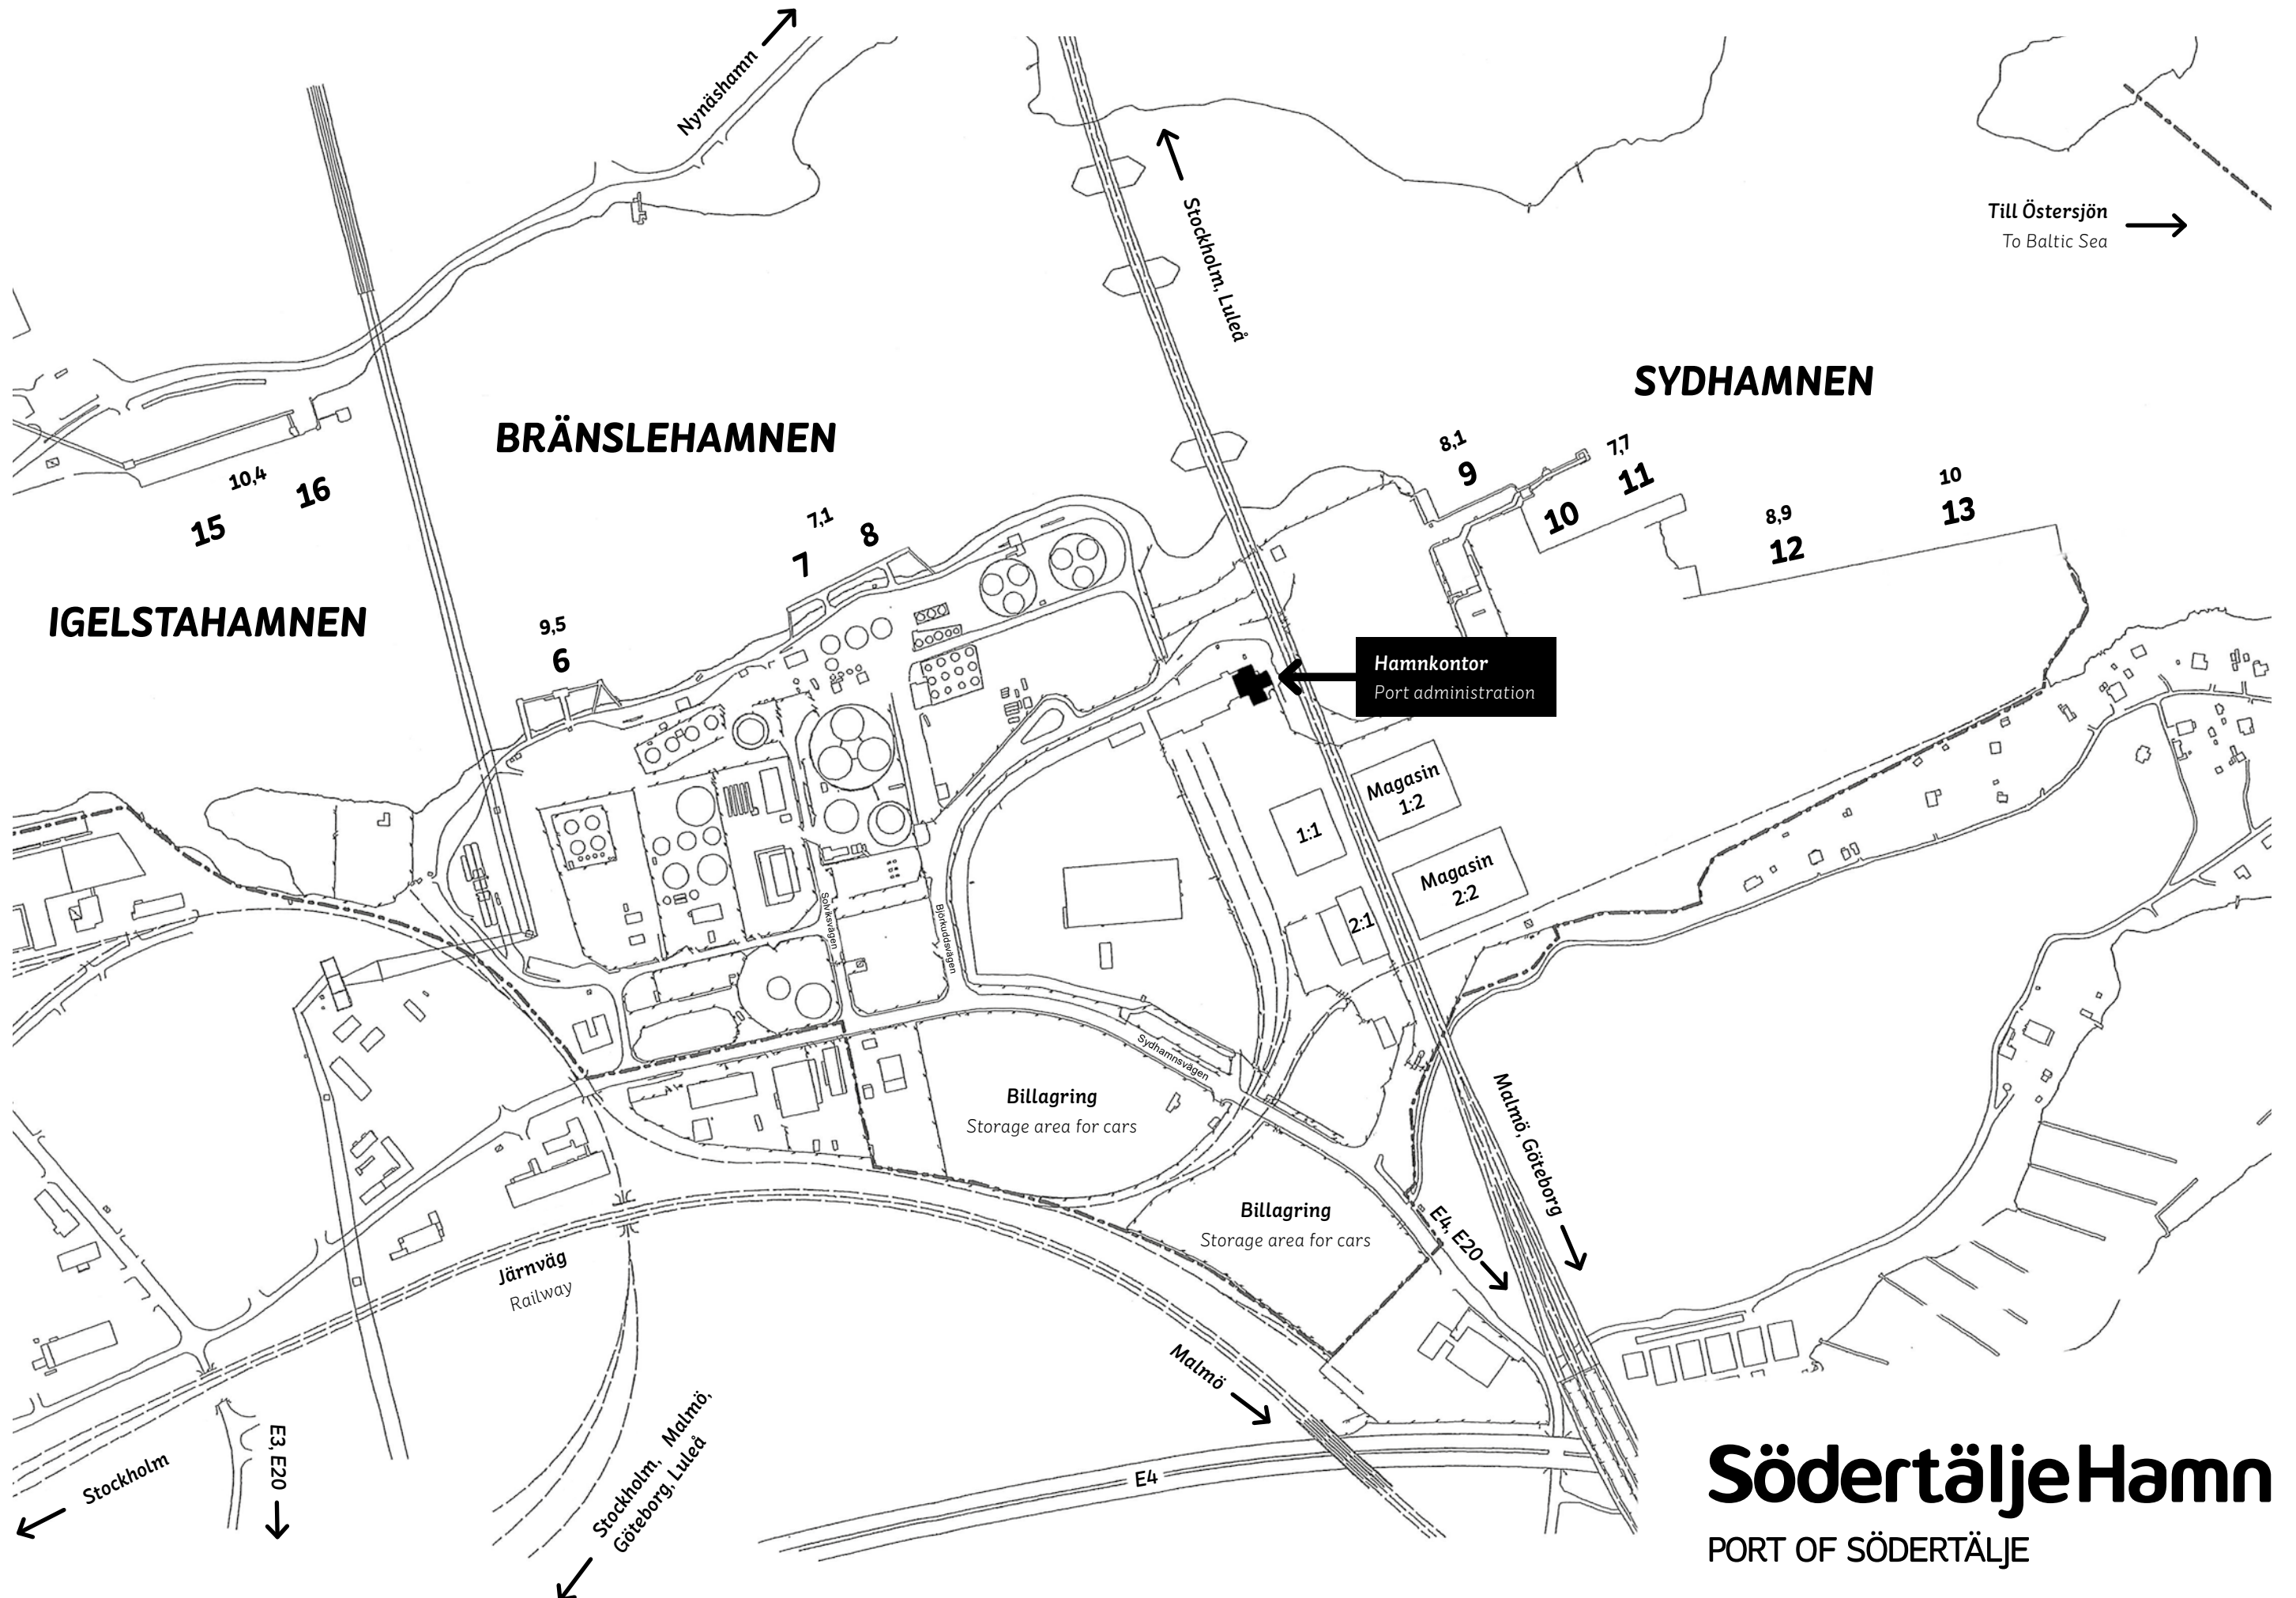 Nynäshamn
Stockholm, Luleå
Till Östersjön
To Baltic Sea
SYDHAMNEN
BRÄNSLEHAMNEN
IGELSTAHAMNEN
10,4
15
16
9,5
6
7,1
7
8
8,1
9
7,7
10
11
8,9
12
10
13
Hamnkontor
Port administration
Magasin
1:2
1:1
Magasin
2:2
2:1
Solviksvägen
Björkuddsvägen
Sydhamnsvägen
Billagring
Storage area for cars
Billagring
Storage area for cars
Malmö, Göteborg
E4, E20
Järnväg
Railway
Malmö
Stockholm
E3, E20
Stockholm, Malmö,
Göteborg, Luleå
E4
Södertälje Hamn
PORT OF SÖDERTÄLJE